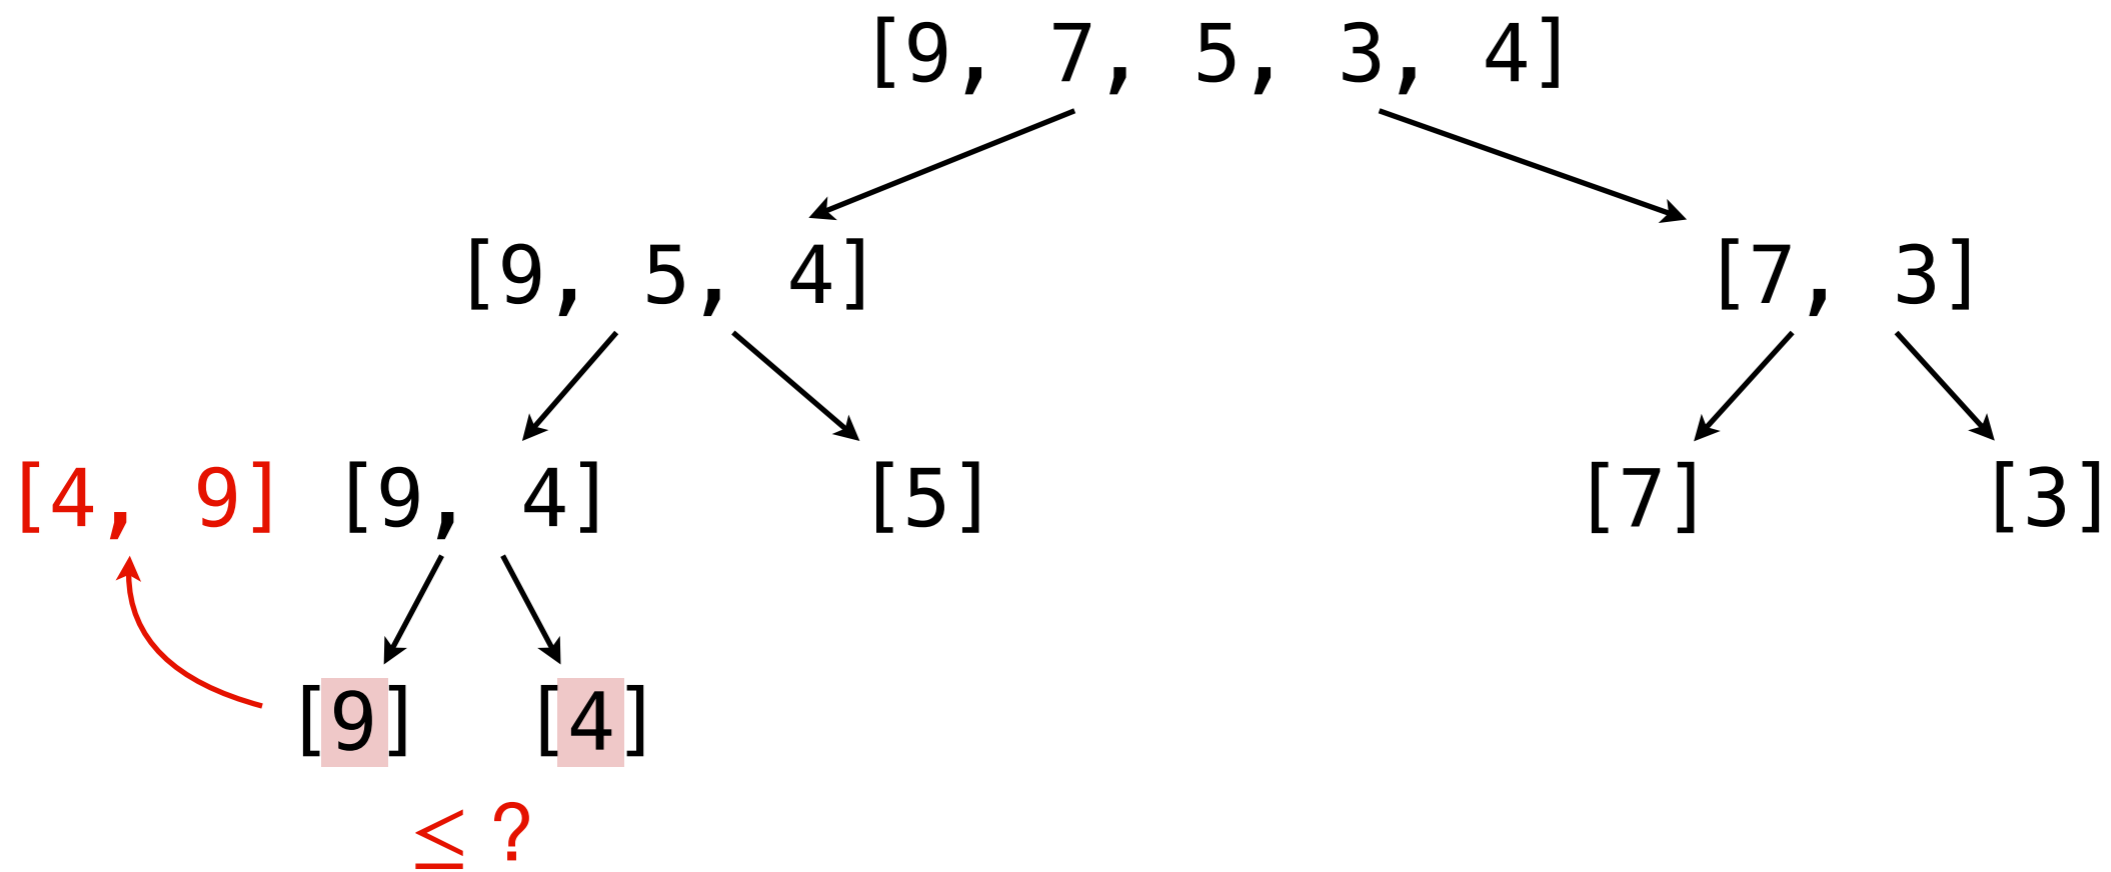 [9, 7, 5, 3, 4]
[9, 5, 4] [7, 3]
[4, 9] [9, 4] [5] [7] [3]
[9] [4]
≤ ?